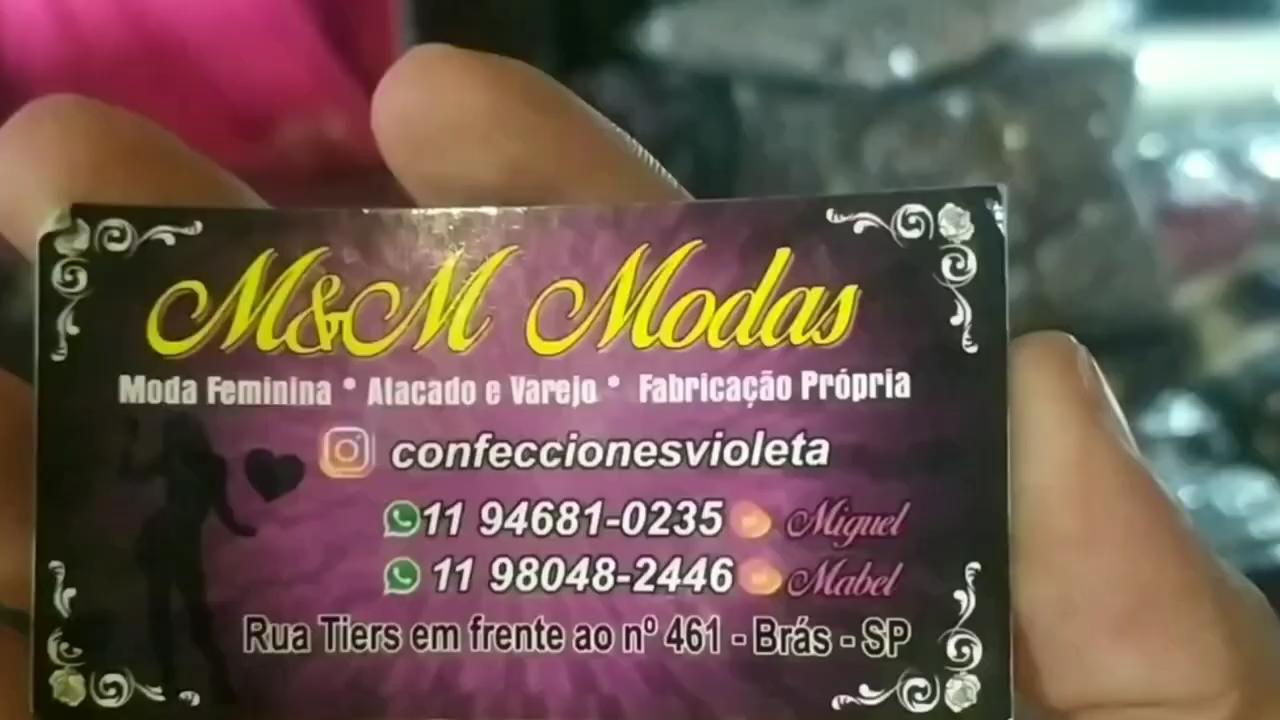 M&M Modas
Moda Feminina * Atacado e Varejo * Fabricação Própria
confeccionesvioleta
11 94681-0235 Miguel
11 98048-2446 Mabel
Rua Tiers em frente ao nº 461 - Brás - SP